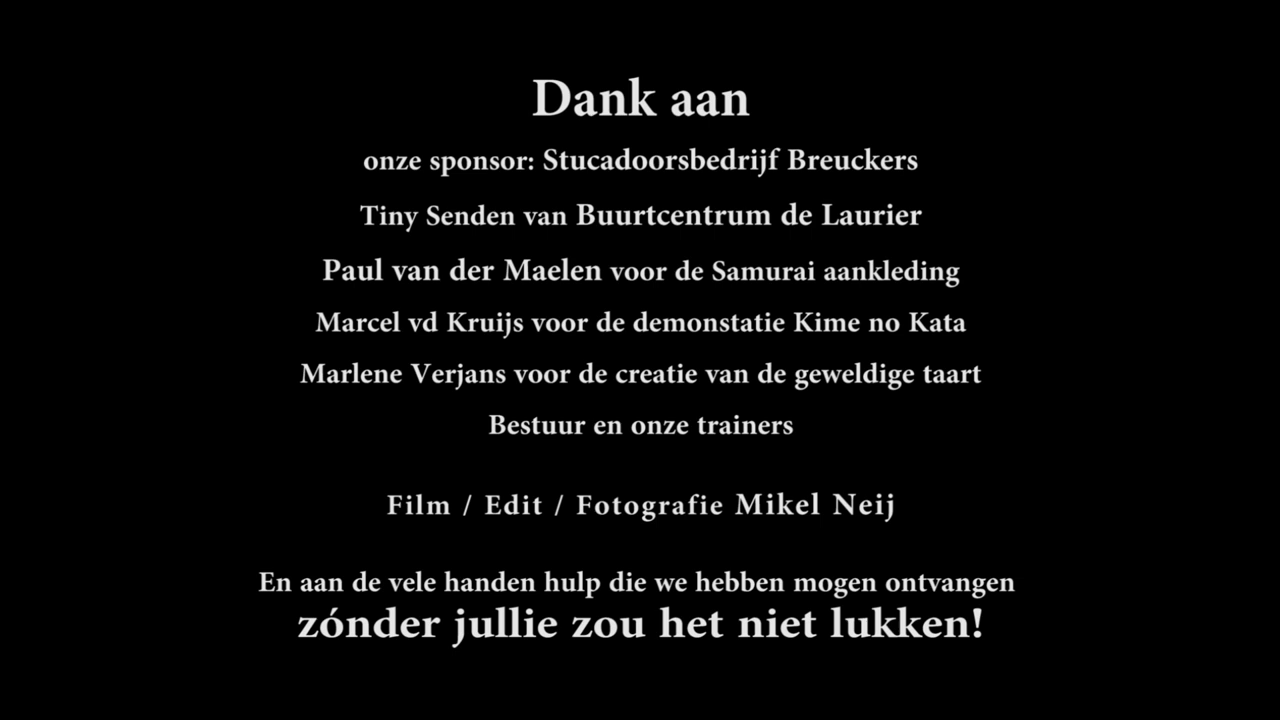 Dank aan
onze sponsor: Stucadoorsbedrijf Breuckers
Tiny Senden van Buurtcentrum de Laurier
Paul van der Maelen voor de Samurai aankleding
Marcel vd Kruijs voor de demonstatie Kime no Kata
Marlene Verjans voor de creatie van de geweldige taart
Bestuur en onze trainers
Film / Edit / Fotografie Mikel Neij
En aan de vele handen hulp die we hebben mogen ontvangen
zónder jullie zou het niet lukken!